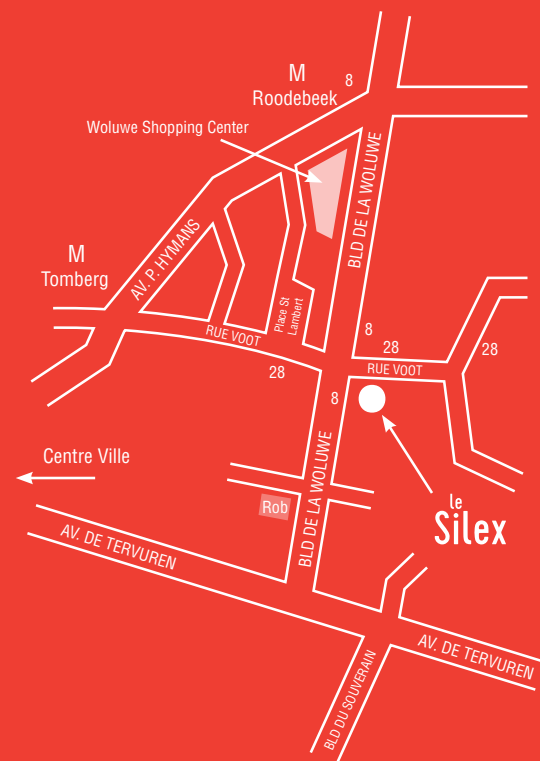 M
Roodebeek
8
Woluwe Shopping Center
BLD DE LA WOLUWE
AV. P. HYMANS
M
Tomberg
Place St
Lambert
RUE VOOT
8
28
28
RUE VOOT
28
8
Centre Ville
BLD DE LA WOLUWE
Rob
le
Silex
AV. DE TERVUREN
AV. DE TERVUREN
BLD DU SOUVERAIN